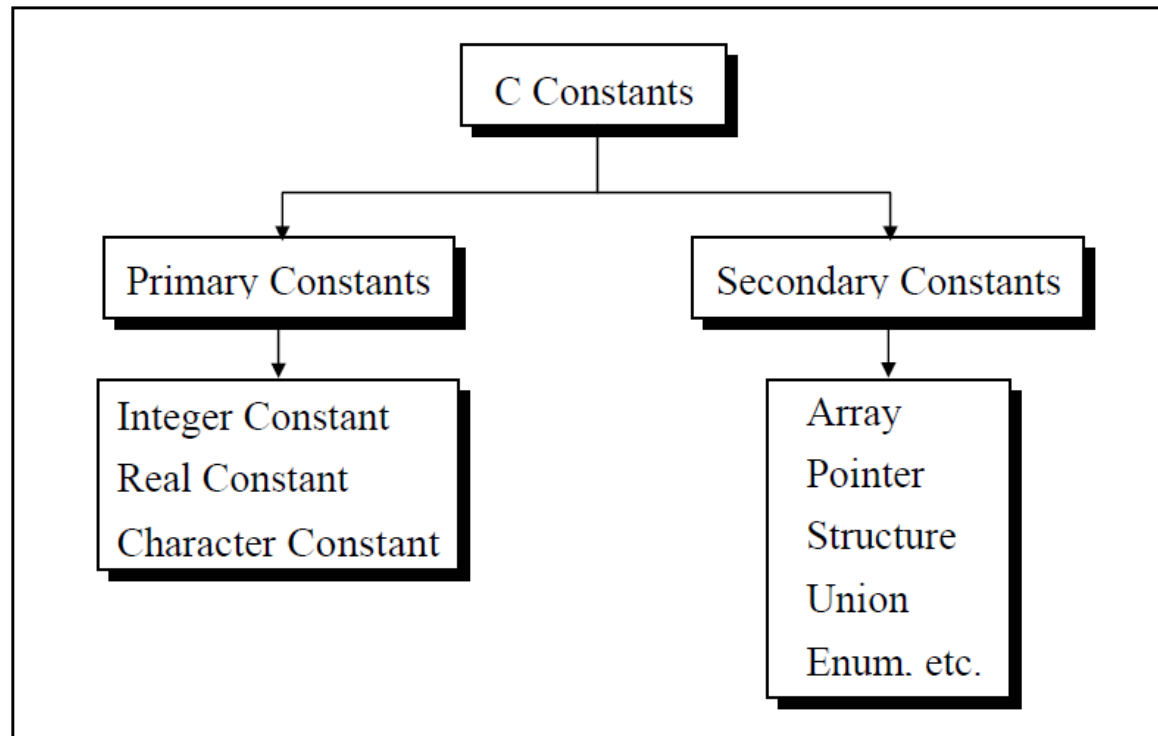 C Constants
Primary Constants
Secondary Constants
Integer Constant
Real Constant
Character Constant
Array
Pointer
Structure
Union
Enum. etc.